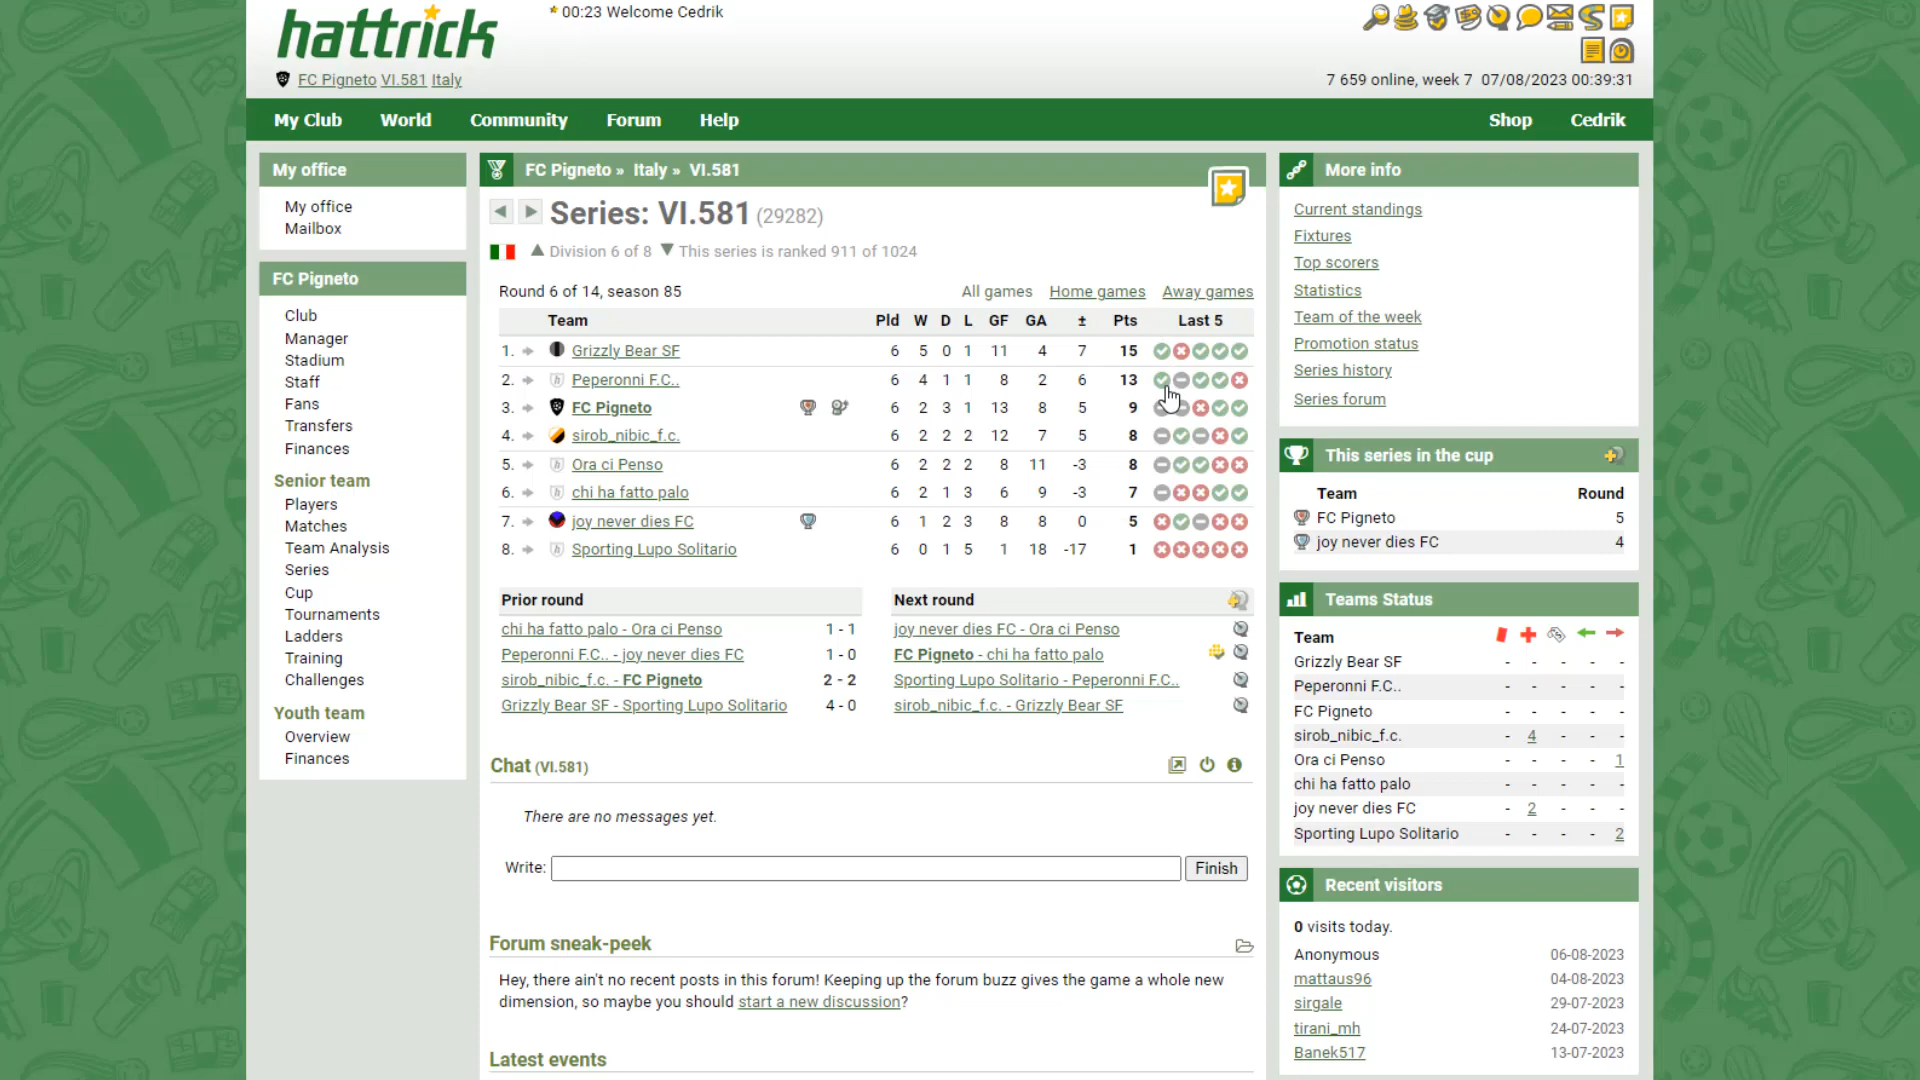 hattrick
00:23 Welcome Cedrik
FC Pigneto VI.581 Italy
7 659 online, week 7 07/08/2023 00:39:31
My Club World Community Forum Help Shop Cedrik
My office
My office
Mailbox
FC Pigneto
Club
Manager
Stadium
Staff
Fans
Transfers
Finances
Senior team
Players
Matches
Team Analysis
Series
Cup
Tournaments
Ladders
Training
Challenges
Youth team
Overview
Finances
FC Pigneto » Italy » VI.581
Series: VI.581 (29282)
Division 6 of 8 This series is ranked 911 of 1024
Round 6 of 14, season 85 All games Home games Away games
Team Pld W D L GF GA ± Pts Last 5
1. Grizzly Bear SF 6 5 0 1 11 4 7 15
2. Peperonni F.C.. 6 4 1 1 8 2 6 13
3. FC Pigneto 6 2 3 1 13 8 5 9
4. sirob_nibic_f.c. 6 2 2 2 12 7 5 8
5. Ora ci Penso 6 2 2 2 8 11 -3 8
6. chi ha fatto palo 6 2 1 3 6 9 -3 7
7. joy never dies FC 6 1 2 3 8 8 0 5
8. Sporting Lupo Solitario 6 0 1 5 1 18 -17 1
Prior round
chi ha fatto palo - Ora ci Penso 1 - 1
Peperonni F.C.. - joy never dies FC 1 - 0
sirob_nibic_f.c. - FC Pigneto 2 - 2
Grizzly Bear SF - Sporting Lupo Solitario 4 - 0
Next round
joy never dies FC - Ora ci Penso
FC Pigneto - chi ha fatto palo
Sporting Lupo Solitario - Peperonni F.C..
sirob_nibic_f.c. - Grizzly Bear SF
Chat (VI.581)
There are no messages yet.
Write: Finish
Forum sneak-peek
Hey, there ain't no recent posts in this forum! Keeping up the forum buzz gives the game a whole new
dimension, so maybe you should start a new discussion?
Latest events
More info
Current standings
Fixtures
Top scorers
Statistics
Team of the week
Promotion status
Series history
Series forum
This series in the cup
Team Round
FC Pigneto 5
joy never dies FC 4
Teams Status
Team
Grizzly Bear SF - - - - -
Peperonni F.C.. - - - - -
FC Pigneto - - - - -
sirob_nibic_f.c. - 4 - - -
Ora ci Penso - - - - 1
chi ha fatto palo - - - - -
joy never dies FC - 2 - - -
Sporting Lupo Solitario - - - - 2
Recent visitors
0 visits today.
Anonymous 06-08-2023
mattaus96 04-08-2023
sirgale 29-07-2023
tirani_mh 24-07-2023
Banek517 13-07-2023